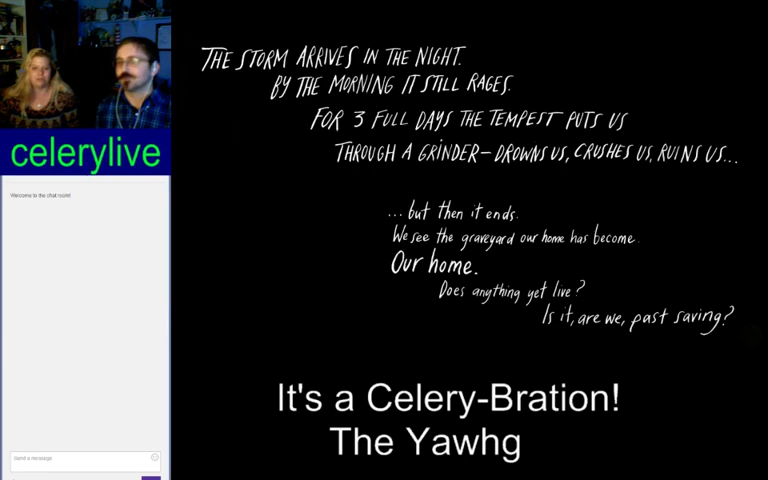 THE STORM ARRIVES IN THE NIGHT.
BY THE MORNING IT STILL RAGES.
FOR 3 FULL DAYS THE TEMPEST PUTS US
THROUGH A GRINDER—DROWNS US, CRUSHES US, RUINS US...
...but then it ends.
We see the graveyard our home has become.
Our home.
Does anything yet live?
Is it, are we, past saving?
celerylive
Welcome to the chat room!
Send a message
It's a Celery-Bration!
The Yawhg